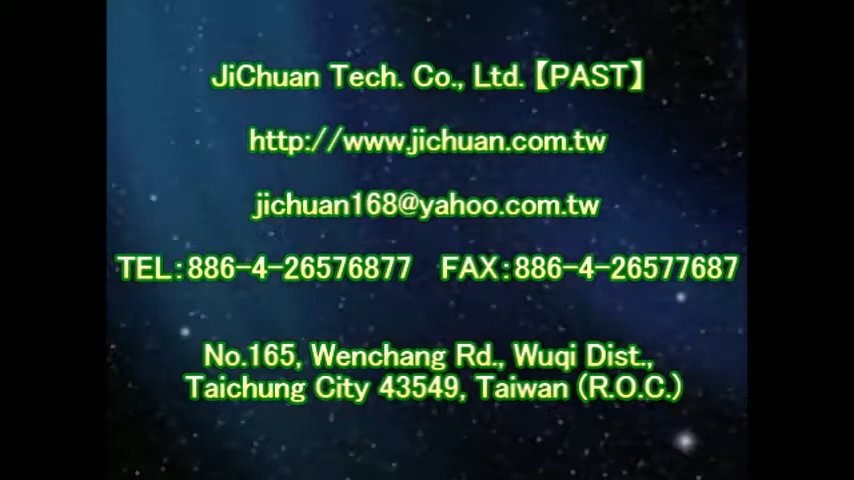 JiChuan Tech. Co., Ltd.【PAST】
http://www.jichuan.com.tw
jichuan168@yahoo.com.tw
TEL:886-4-26576877 FAX:886-4-26577687
No.165, Wenchang Rd., Wuqi Dist.,
Taichung City 43549, Taiwan (R.O.C.)